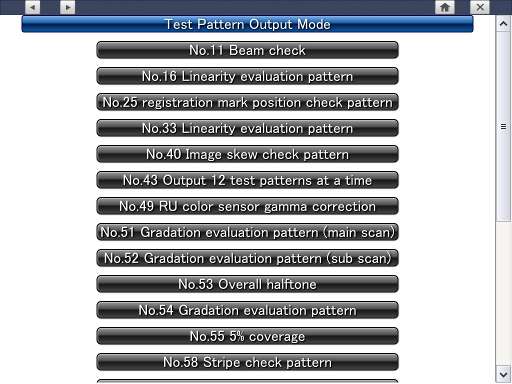 Test Pattern Output Mode
No.11 Beam check
No.16 Linearity evaluation pattern
No.25 registration mark position check pattern
No.33 Linearity evaluation pattern
No.40 Image skew check pattern
No.43 Output 12 test patterns at a time
No.49 RU color sensor gamma correction
No.51 Gradation evaluation pattern (main scan)
No.52 Gradation evaluation pattern (sub scan)
No.53 Overall halftone
No.54 Gradation evaluation pattern
No.55 5% coverage
No.58 Stripe check pattern